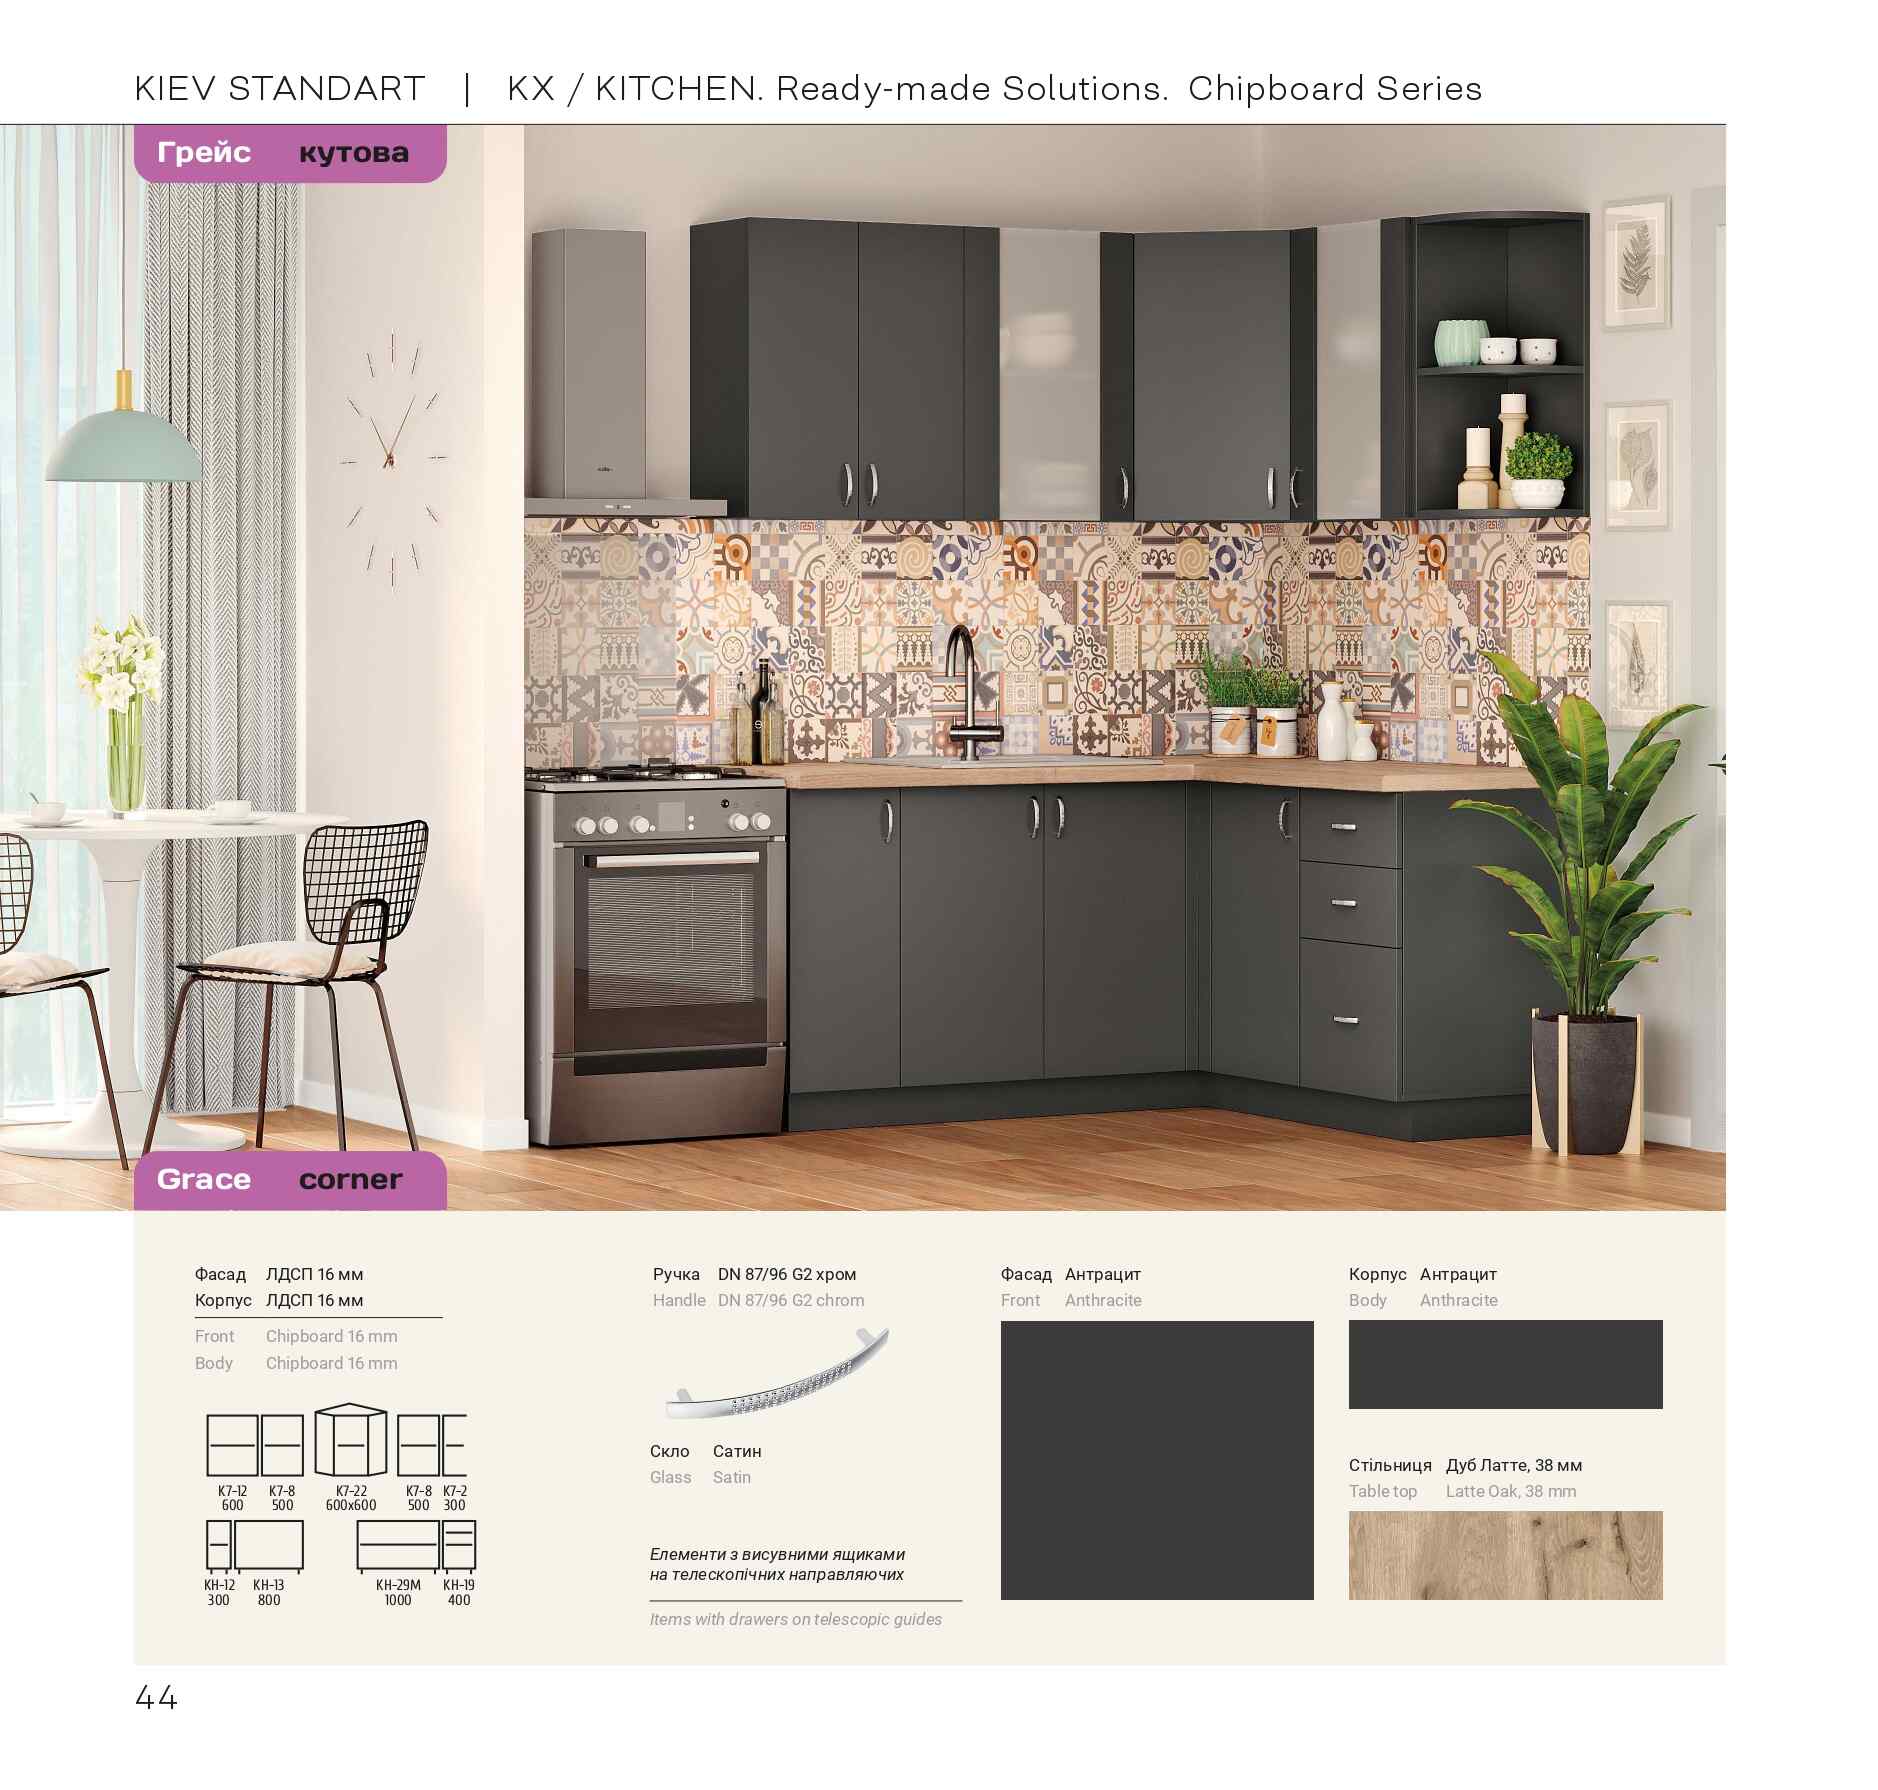 KIEV STANDART | KX / KITCHEN. Ready-made Solutions. Chipboard Series
Грейс кутова
Grace corner
Фасад ЛДСП 16 мм
Корпус ЛДСП 16 мм
Front Chipboard 16 mm
Body Chipboard 16 mm
К7-12 К7-8 К7-22 К7-8 К7-2
600 500 600х600 500 300
КН-12 КН-13 КН-29М КН-19
300 800 1000 400
Ручка DN 87/96 G2 хром
Handle DN 87/96 G2 chrom
Скло Сатин
Glass Satin
Елементи з висувними ящиками
на телескопічних направляючих
Items with drawers on telescopic guides
Фасад Антрацит
Front Anthracite
Корпус Антрацит
Body Anthracite
Стільниця Дуб Латте, 38 мм
Table top Latte Oak, 38 mm
44